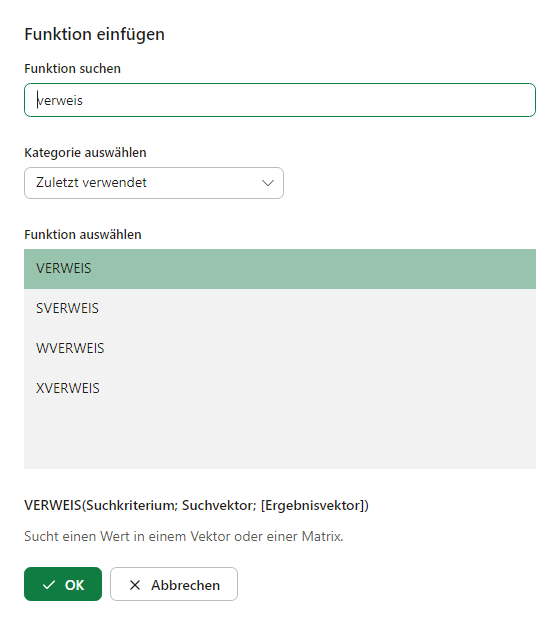 Funktion einfügen
Funktion suchen
verweis
Kategorie auswählen
Zuletzt verwendet
Funktion auswählen
VERWEIS
SVERWEIS
WVERWEIS
XVERWEIS
VERWEIS(Suchkriterium; Suchvektor; [Ergebnisvektor])
Sucht einen Wert in einem Vektor oder einer Matrix.
OK Abbrechen